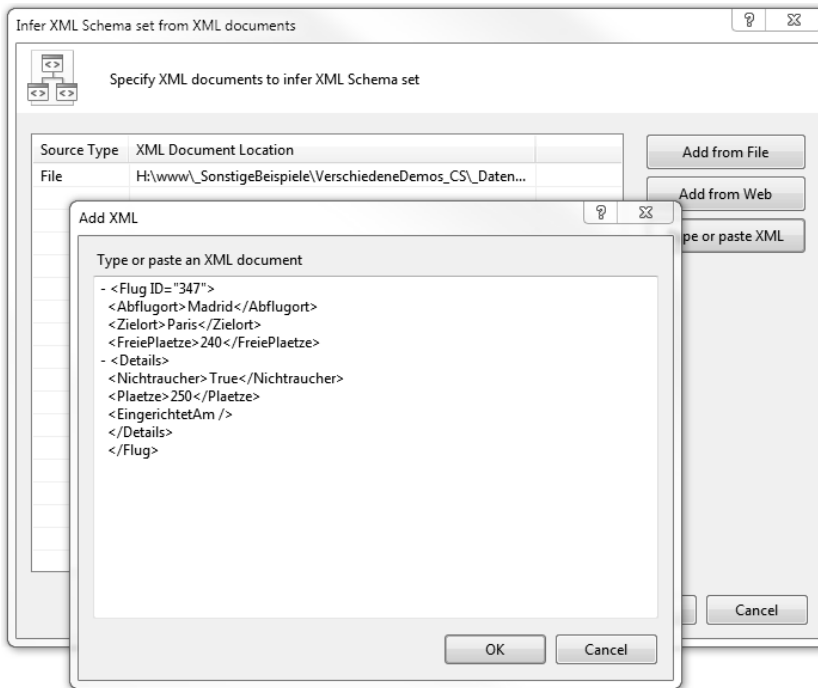 Infer XML Schema set from XML documents
Specify XML documents to infer XML Schema set
Source Type XML Document Location
File H:\www\_SonstigeBeispiele\VerschiedeneDemos_CS\_Daten...
Add from File
Add from Web
pe or paste XML
Add XML
Type or paste an XML document
- <Flug ID="347">
<Abflugort>Madrid</Abflugort>
<Zielort>Paris</Zielort>
<FreiePlaetze>240</FreiePlaetze>
- <Details>
<Nichtraucher>True</Nichtraucher>
<Plaetze>250</Plaetze>
<EingerichtetAm />
</Details>
</Flug>
OK Cancel
Cancel